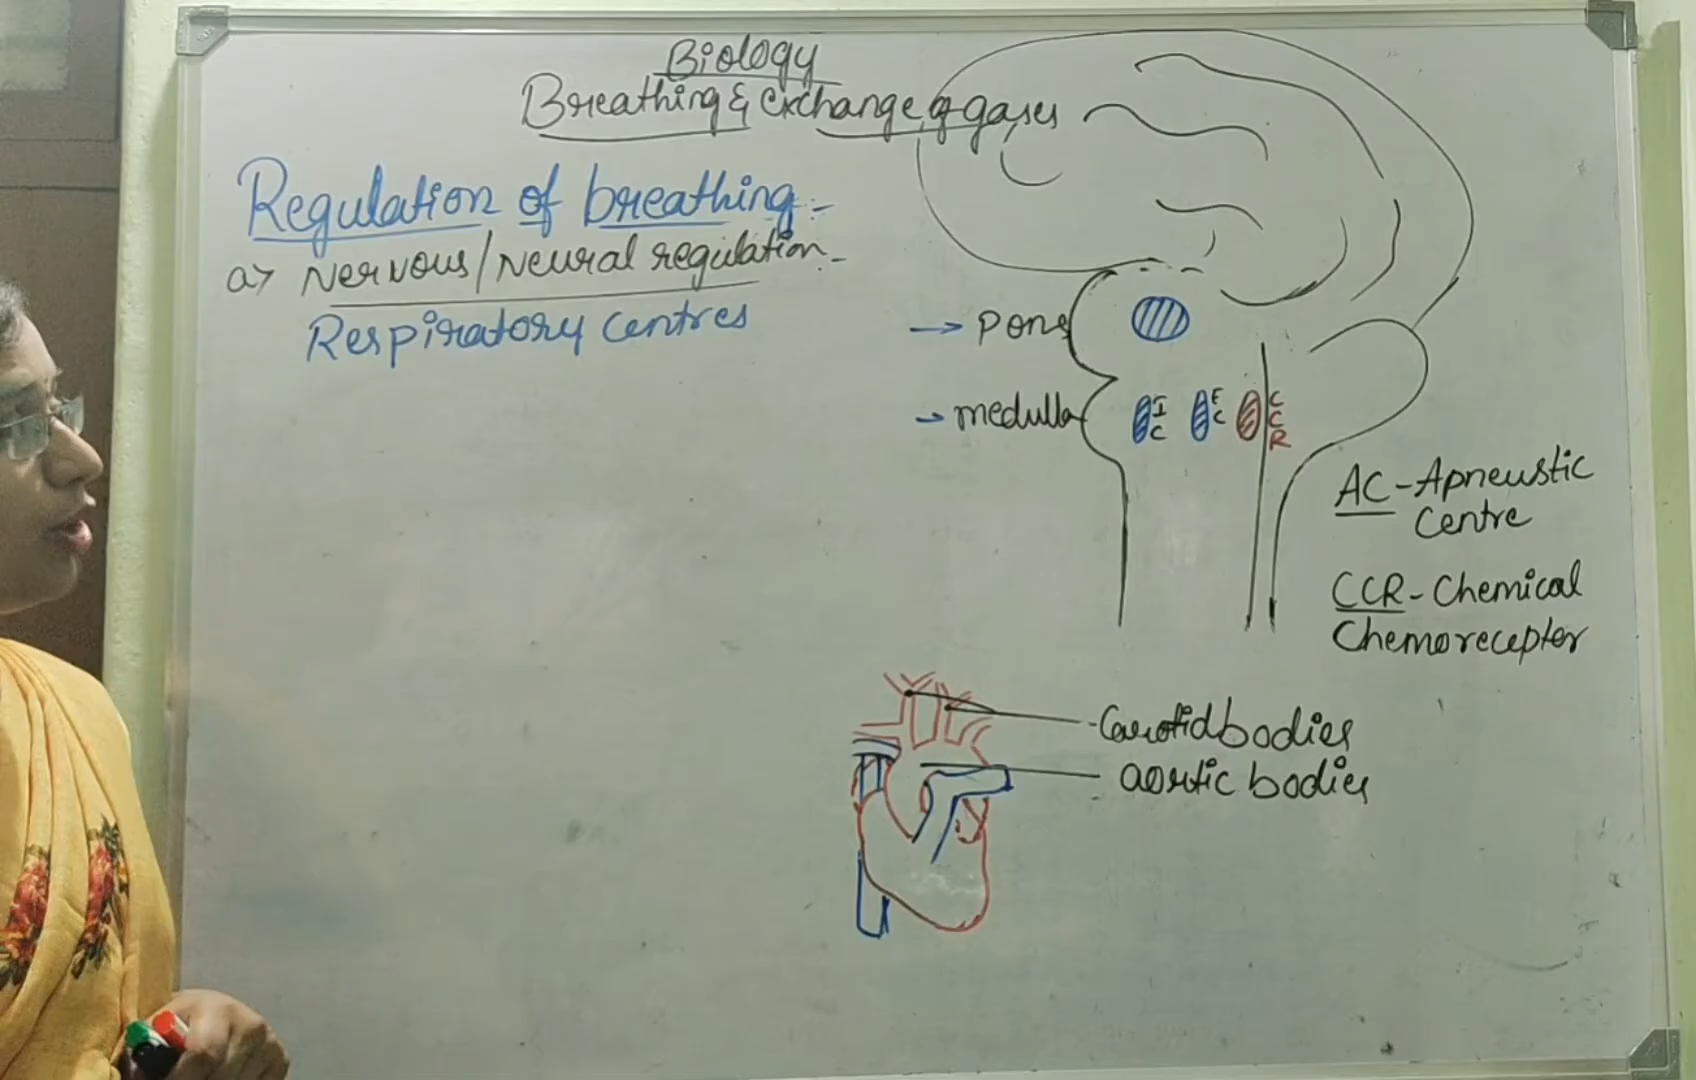 Biology
Breathing & exchange of gases
Regulation of breathing:-
a> Nervous/Neural regulation-
Respiratory centres
→ Pons
→ medulla
I C
E C
C C R
AC - Apneustic
Centre
CCR - Chemical
Chemoreceptor
-Carotid bodies
aortic bodies